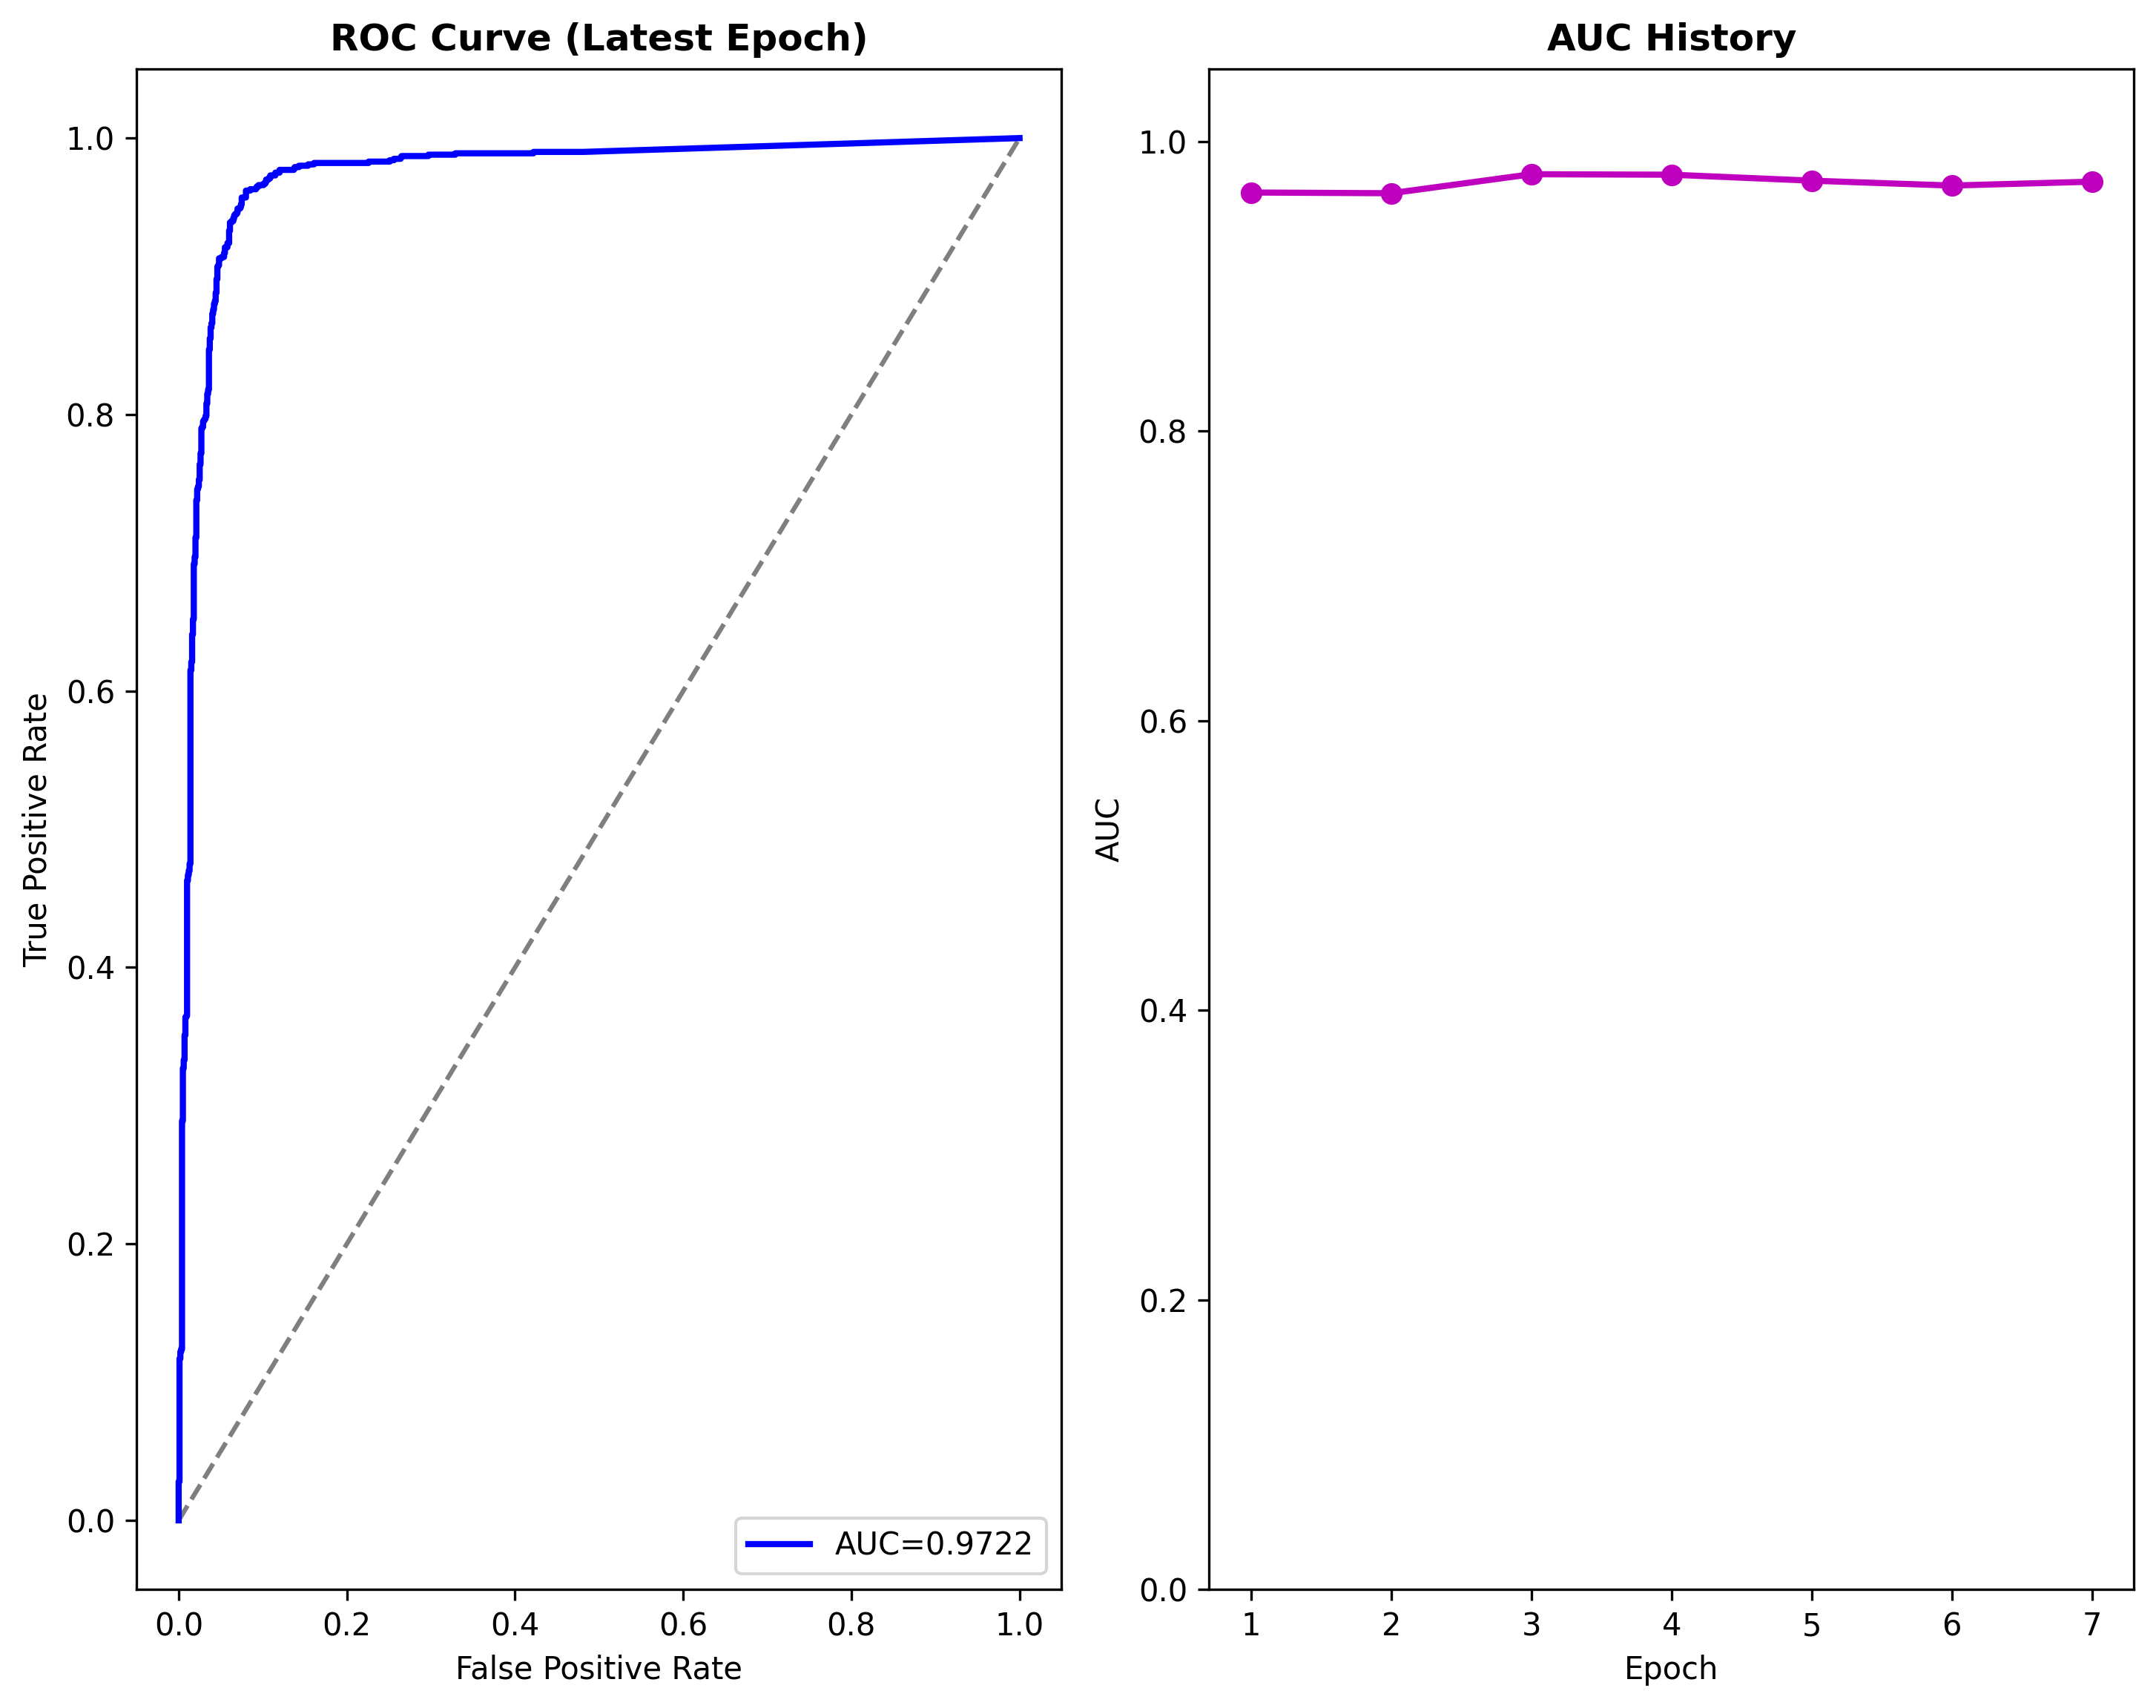 ROC Curve (Latest Epoch)
1.0
0.8
0.6
0.4
0.2
0.0
True Positive Rate
0.0 0.2 0.4 0.6 0.8 1.0
False Positive Rate
AUC=0.9722
AUC History
1.0
0.8
0.6
0.4
0.2
0.0
AUC
1 2 3 4 5 6 7
Epoch